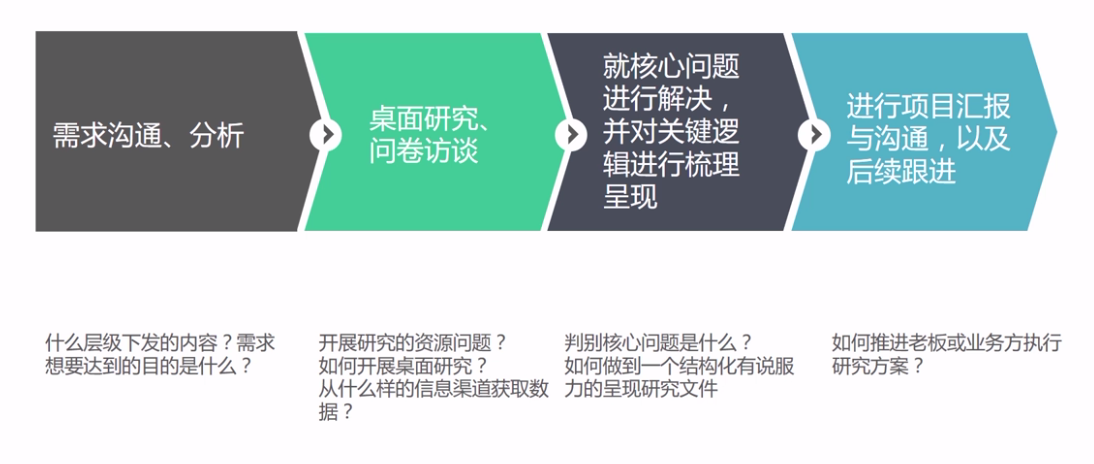 需求沟通、分析
桌面研究、
问卷访谈
就核心问题
进行解决，
并对关键逻
辑进行梳理
呈现
进行项目汇报
与沟通，以及
后续跟进
什么层级下发的内容？需求
想要达到的目的是什么？
开展研究的资源问题？
如何开展桌面研究？
从什么样的信息渠道获取数
据？
判别核心问题是什么？
如何做到一个结构化有说服
力的呈现研究文件
如何推进老板或业务方执行
研究方案？